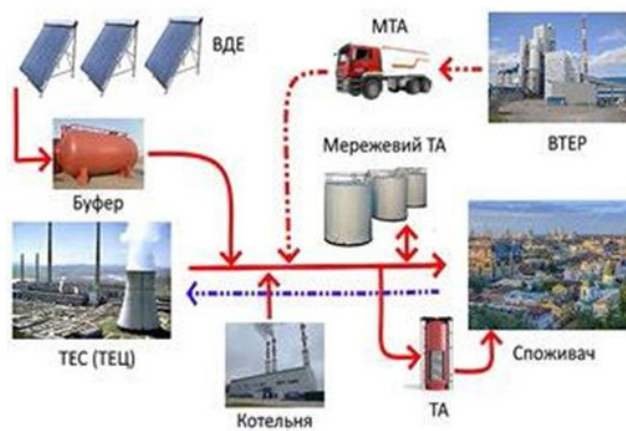 ВДЕ
МТА
ВТЕР
Мережевий ТА
Буфер
ТЕС (ТЕЦ)
Котельня
ТА
Споживач